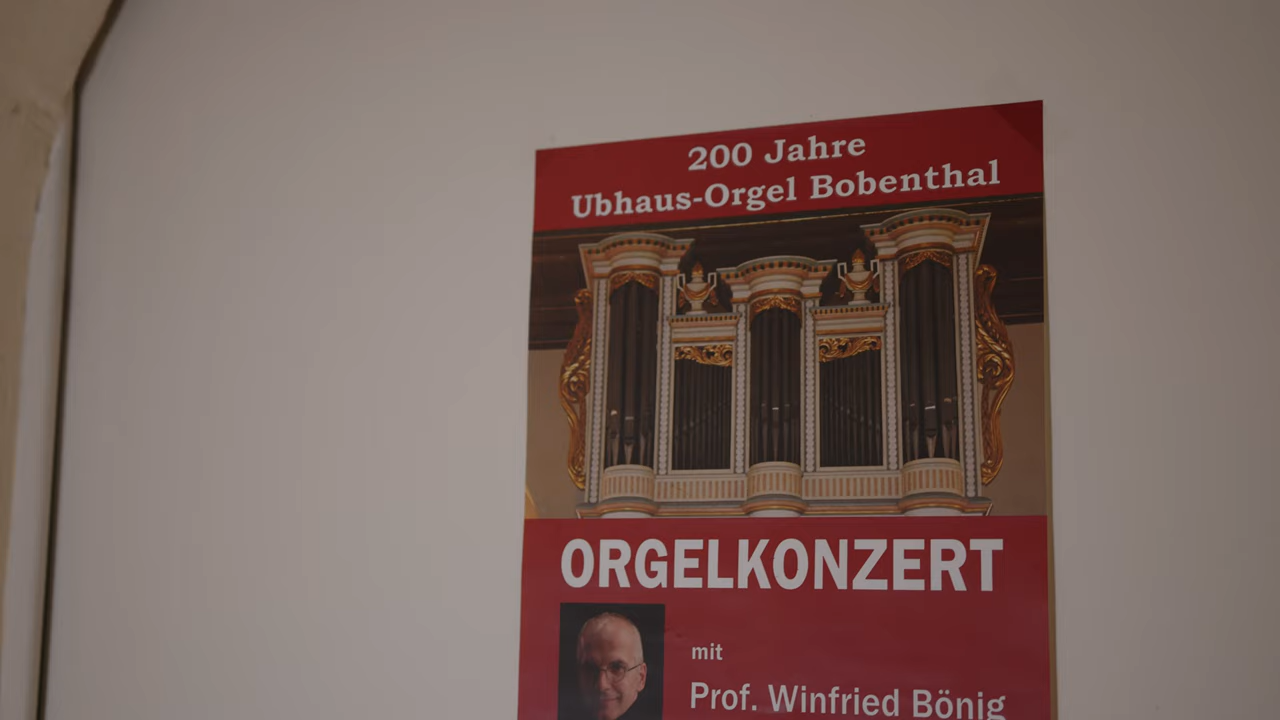 200 Jahre
Ubhaus-Orgel Bobenthal
ORGELKONZERT
mit
Prof. Winfried Bönig